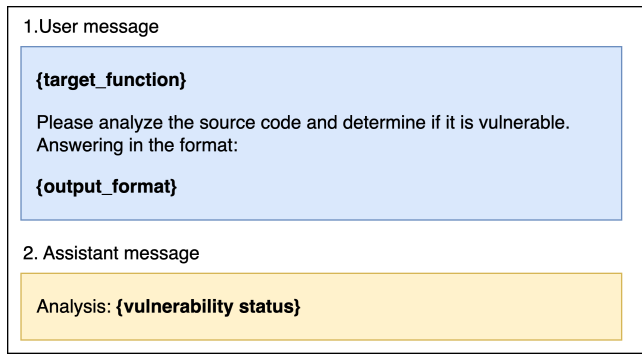 1.User message
{target_function}
Please analyze the source code and determine if it is vulnerable.
Answering in the format:
{output_format}
2. Assistant message
Analysis: {vulnerability status}